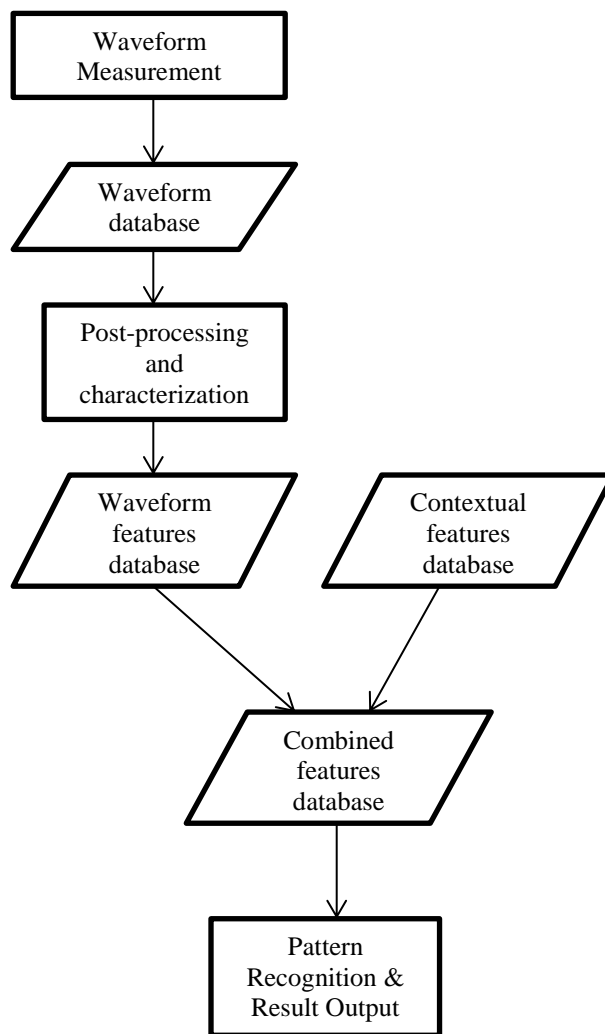 Waveform
Measurement
Waveform
database
Post-processing
and
characterization
Waveform
features
database
Contextual
features
database
Combined
features
database
Pattern
Recognition &
Result Output